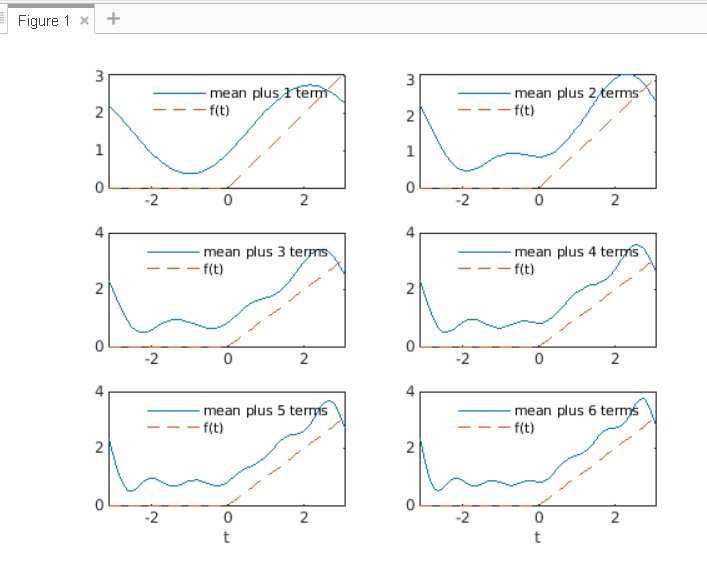 Figure 1 × +
3
2
1
0
mean plus 1 term
f(t)
-2 0 2
3
2
1
0
mean plus 2 terms
f(t)
-2 0 2
4
2
0
mean plus 3 terms
f(t)
-2 0 2
4
2
0
mean plus 4 terms
f(t)
-2 0 2
4
2
0
mean plus 5 terms
f(t)
-2 0 2
t
4
2
0
mean plus 6 terms
f(t)
-2 0 2
t